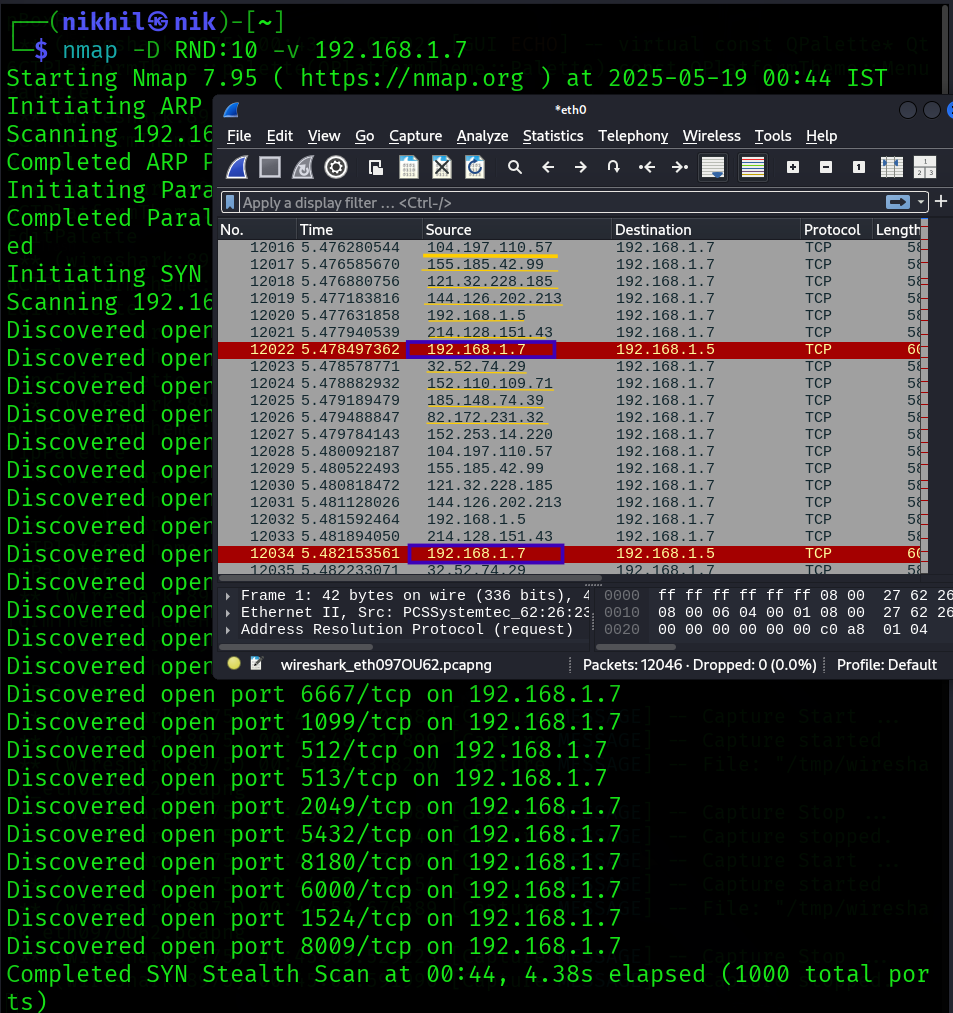 (nikhil㉿nik)-[~]
$ nmap -D RND:10 -v 192.168.1.7
Starting Nmap 7.95 ( https://nmap.org ) at 2025-05-19 00:44 IST
Initiating ARP
Scanning 192.16
Completed ARP P
Initiating Para
Completed Paral
ed
Initiating SYN
Scanning 192.16
Discovered open
Discovered open
Discovered open
Discovered open
Discovered open
Discovered open
Discovered open
Discovered open
Discovered open
Discovered open
Discovered open
Discovered open
Discovered open
*eth0
File Edit View Go Capture Analyze Statistics Telephony Wireless Tools Help
Apply a display filter ... <Ctrl-/>
No. Time Source Destination Protocol Length
12016 5.476280544 104.197.110.57 192.168.1.7 TCP 58
12017 5.476585670 155.185.42.99 192.168.1.7 TCP 58
12018 5.476880756 121.32.228.185 192.168.1.7 TCP 58
12019 5.477183816 144.126.202.213 192.168.1.7 TCP 58
12020 5.477631858 192.168.1.5 192.168.1.7 TCP 58
12021 5.477940539 214.128.151.43 192.168.1.7 TCP 58
12022 5.478497362 192.168.1.7 192.168.1.5 TCP 60
12023 5.478578771 32.52.74.29 192.168.1.7 TCP 58
12024 5.478882932 152.110.109.71 192.168.1.7 TCP 58
12025 5.479189479 185.148.74.39 192.168.1.7 TCP 58
12026 5.479488847 82.172.231.32 192.168.1.7 TCP 58
12027 5.479784143 152.253.14.220 192.168.1.7 TCP 58
12028 5.480092187 104.197.110.57 192.168.1.7 TCP 58
12029 5.480522493 155.185.42.99 192.168.1.7 TCP 58
12030 5.480818472 121.32.228.185 192.168.1.7 TCP 58
12031 5.481128026 144.126.202.213 192.168.1.7 TCP 58
12032 5.481592464 192.168.1.5 192.168.1.7 TCP 58
12033 5.481894050 214.128.151.43 192.168.1.7 TCP 58
12034 5.482153561 192.168.1.7 192.168.1.5 TCP 60
12035 5.482233071 32.52.74.29 192.168.1.7 TCP 58
Frame 1: 42 bytes on wire (336 bits), 4
Ethernet II, Src: PCSSystemtec_62:26:23
Address Resolution Protocol (request)
0000 ff ff ff ff ff ff 08 00 27 62 26
0010 08 00 06 04 00 01 08 00 27 62 26
0020 00 00 00 00 00 00 c0 a8 01 04
wireshark_eth097OU62.pcapng Packets: 12046 · Dropped: 0 (0.0%) Profile: Default
Discovered open port 6667/tcp on 192.168.1.7
Discovered open port 1099/tcp on 192.168.1.7
Discovered open port 512/tcp on 192.168.1.7
Discovered open port 513/tcp on 192.168.1.7
Discovered open port 2049/tcp on 192.168.1.7
Discovered open port 5432/tcp on 192.168.1.7
Discovered open port 8180/tcp on 192.168.1.7
Discovered open port 6000/tcp on 192.168.1.7
Discovered open port 1524/tcp on 192.168.1.7
Discovered open port 8009/tcp on 192.168.1.7
Completed SYN Stealth Scan at 00:44, 4.38s elapsed (1000 total por
ts)